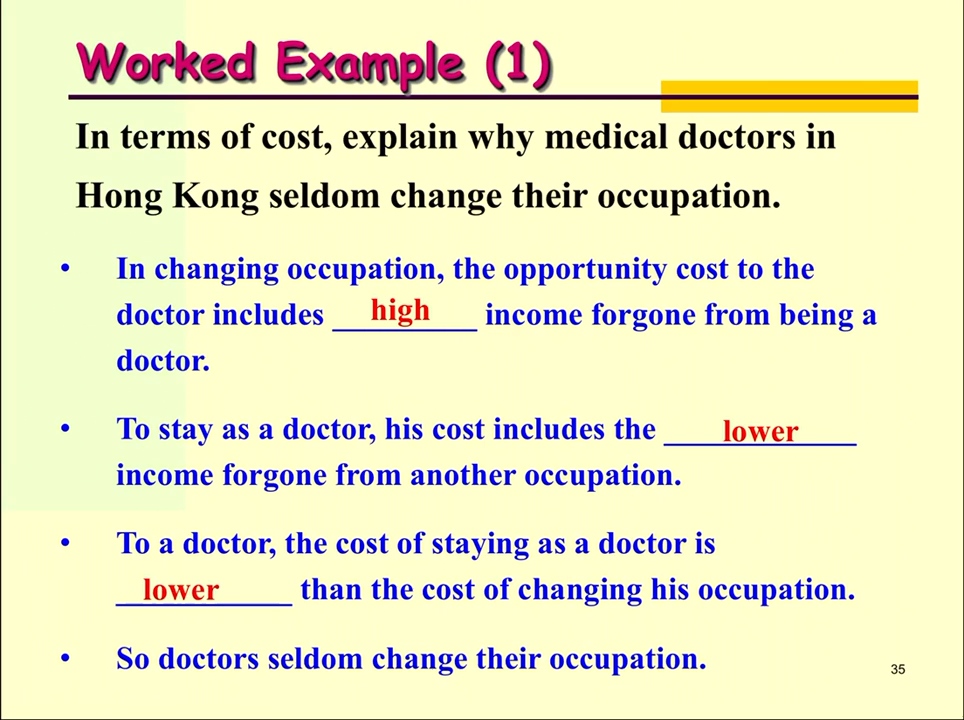 Worked Example (1)
In terms of cost, explain why medical doctors in
Hong Kong seldom change their occupation.
• In changing occupation, the opportunity cost to the
doctor includes high income forgone from being a
doctor.
• To stay as a doctor, his cost includes the lower
income forgone from another occupation.
• To a doctor, the cost of staying as a doctor is
lower than the cost of changing his occupation.
• So doctors seldom change their occupation.
35